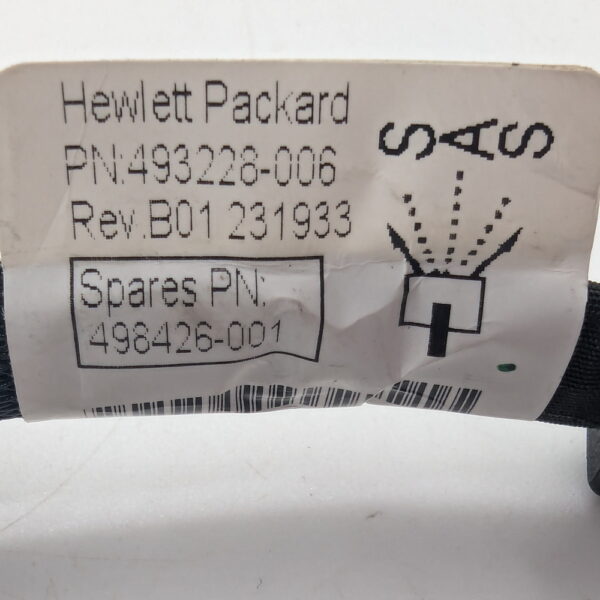 Hewlett Packard
PN:493228-006
Rev.B01 231933
Spares PN:
498426-001
SAS